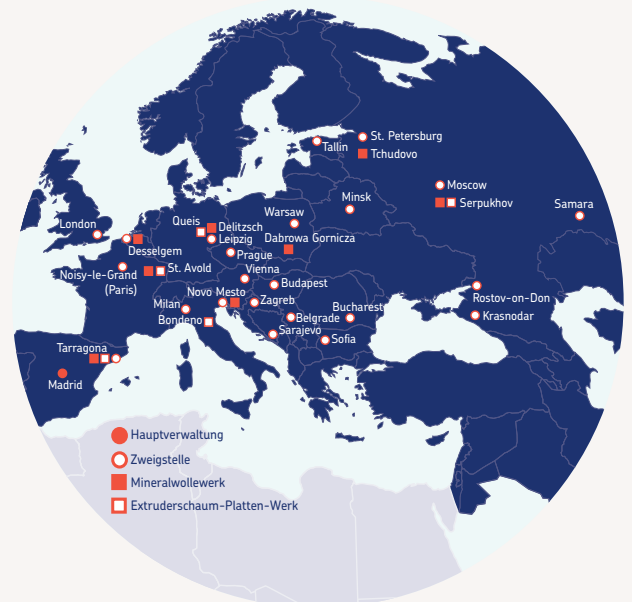 St. Petersburg
Tallin
Tchudovo
Moscow
Minsk
Serpukhov
Samara
Warsaw
London
Queis
Delitzsch
Leipzig
Dabrowa Gornicza
Desselgem
Prague
Noisy-le-Grand
(Paris)
St. Avold
Vienna
Budapest
Novo Mesto
Rostov-on-Don
Milan
Zagreb
Bucharest
Krasnodar
Bondeno
Belgrade
Sarajevo
Sofia
Tarragona
Madrid
Hauptverwaltung
Zweigstelle
Mineralwollewerk
Extruderschaum-Platten-Werk